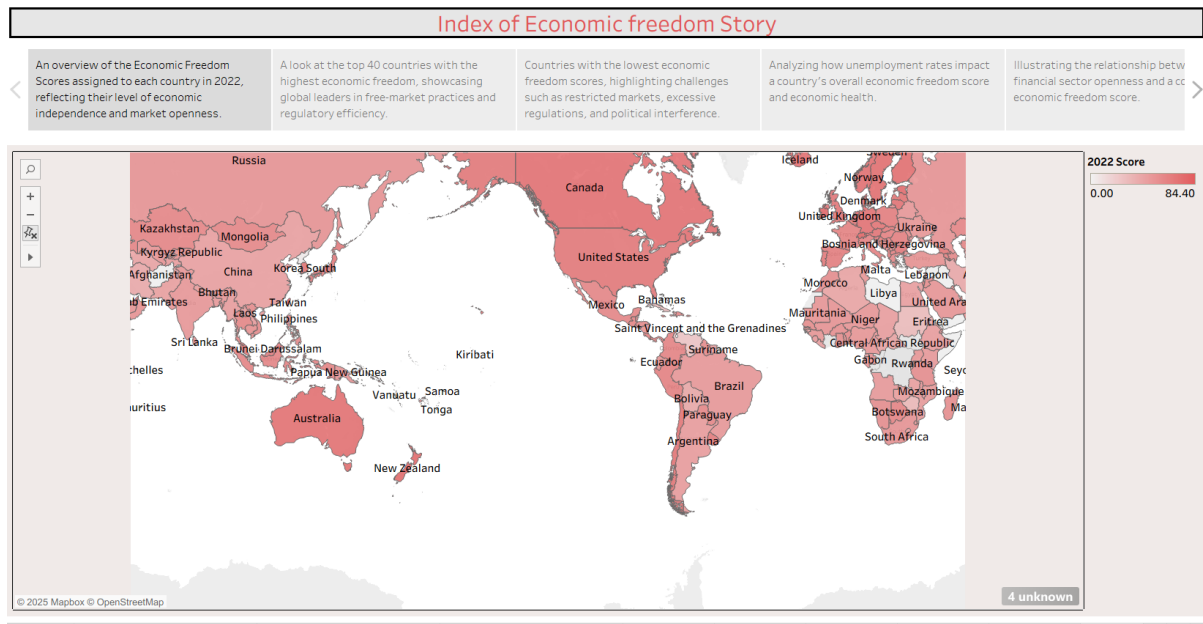 Index of Economic freedom Story
An overview of the Economic Freedom
Scores assigned to each country in 2022,
reflecting their level of economic
independence and market openness.
A look at the top 40 countries with the
highest economic freedom, showcasing
global leaders in free-market practices and
regulatory efficiency.
Countries with the lowest economic
freedom scores, highlighting challenges
such as restricted markets, excessive
regulations, and political interference.
Analyzing how unemployment rates impact
a country's overall economic freedom score
and economic health.
Illustrating the relationship betw
financial sector openness and a cc
economic freedom score.
2022 Score
0.00 84.40
Russia
Iceland
Sweden
Canada
Norway
Denmark
United Kingdom
Kazakhstan
Mongolia
Ukraine
Bosnia and Herzegovina
Kyrgyz Republic
United States
Afghanistan
China
Korea South
Malta
Lebanon
A
Morocco
Bhutan
Libya
b Emirates
Taiwan
Mexico
Bahamas
United Ara
Laos
Philippines
Mauritania
Niger
Eritrea
Saint Vincent and the Grenadines
Sri Lanka
Brunei Darussalam
Kiribati
Suriname
Central African Republic
Ecuador
Gabon
Rwanda
chelles
Papua New Guinea
Seyc
Brazil
Vanuatu
Samoa
Bolivia
Mozambique
uritius
Tonga
Ma
Australia
Paraguay
Botswana
South Africa
Argentina
New Zealand
© 2025 Mapbox © OpenStreetMap
4 unknown